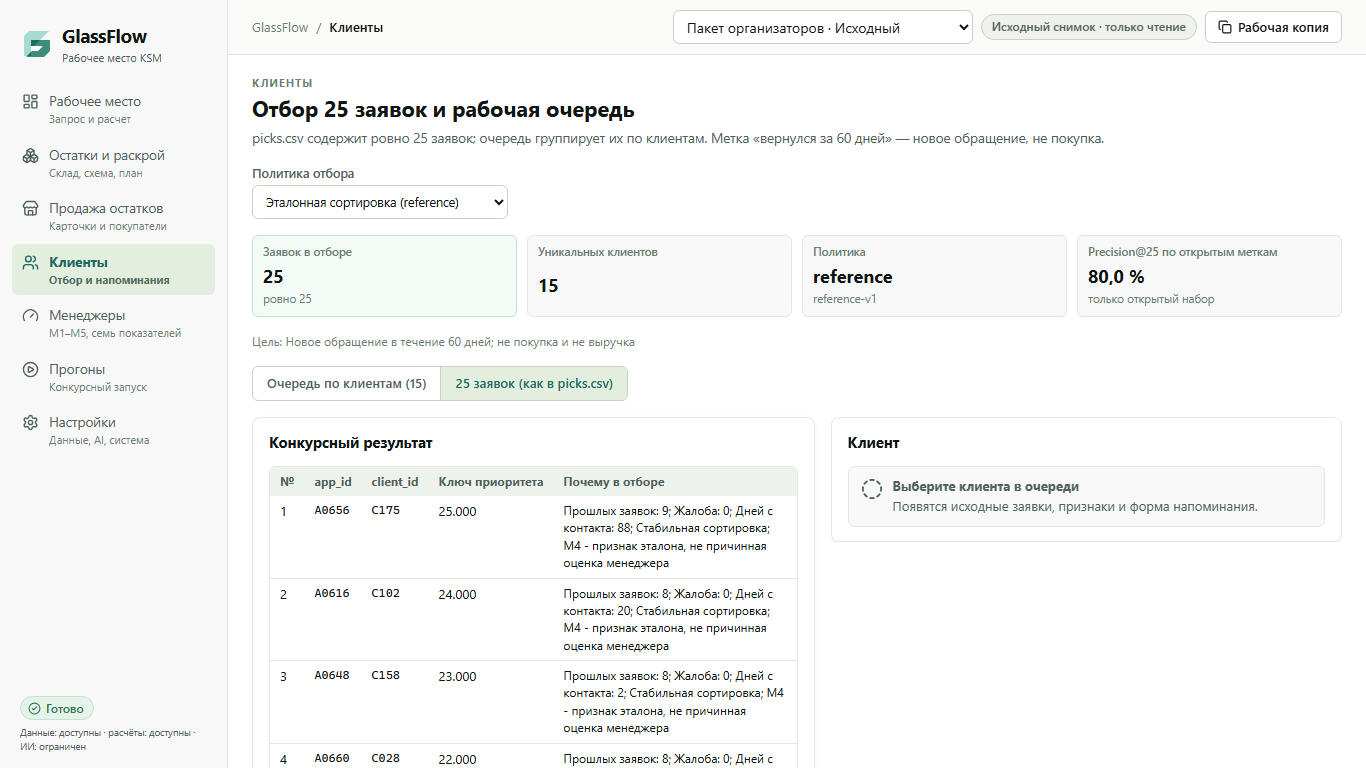 GlassFlow
Рабочее место KSM
Рабочее место
Запрос и расчет
Остатки и раскрой
Склад, схема, план
Продажа остатков
Карточки и покупатели
Клиенты
Отбор и напоминания
Менеджеры
М1–М5, семь показателей
Прогоны
Конкурсный запуск
Настройки
Данные, AI, система
Готово
Данные: доступны · расчёты: доступны ·
ИИ: ограничен
GlassFlow / Клиенты
Пакет организаторов · Исходный
Исходный снимок · только чтение
Рабочая копия
КЛИЕНТЫ
Отбор 25 заявок и рабочая очередь
picks.csv содержит ровно 25 заявок; очередь группирует их по клиентам. Метка «вернулся за 60 дней» — новое обращение, не покупка.
Политика отбора
Эталонная сортировка (reference)
Заявок в отборе
25
ровно 25
Уникальных клиентов
15
Политика
reference
reference-v1
Precision@25 по открытым меткам
80,0 %
только открытый набор
Цель: Новое обращение в течение 60 дней; не покупка и не выручка
Очередь по клиентам (15)
25 заявок (как в picks.csv)
Конкурсный результат
№ app_id client_id Ключ приоритета Почему в отборе
1 A0656 C175 25.000 Прошлых заявок: 9; Жалоба: 0; Дней с
контакта: 88; Стабильная сортировка;
М4 - признак эталона, не причинная
оценка менеджера
2 A0616 C102 24.000 Прошлых заявок: 8; Жалоба: 0; Дней с
контакта: 20; Стабильная сортировка;
М4 - признак эталона, не причинная
оценка менеджера
3 A0648 C158 23.000 Прошлых заявок: 8; Жалоба: 0; Дней с
контакта: 2; Стабильная сортировка; М4
- признак эталона, не причинная
оценка менеджера
4 A0660 C028 22.000 Прошлых заявок: 8; Жалоба: 0; Дней с
Клиент
Выберите клиента в очереди
Появятся исходные заявки, признаки и форма напоминания.